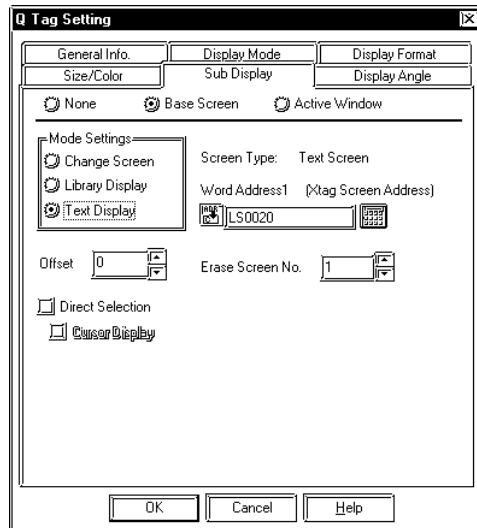 Q Tag Setting
General Info. Display Mode Display Format
Size/Color Sub Display Display Angle
None Base Screen Active Window
Mode Settings
Change Screen
Library Display
Text Display
Screen Type: Text Screen
Word Address1 (Xtag Screen Address)
LS0020
Offset 0 Erase Screen No. 1
Direct Selection
Cursor Display
OK Cancel Help